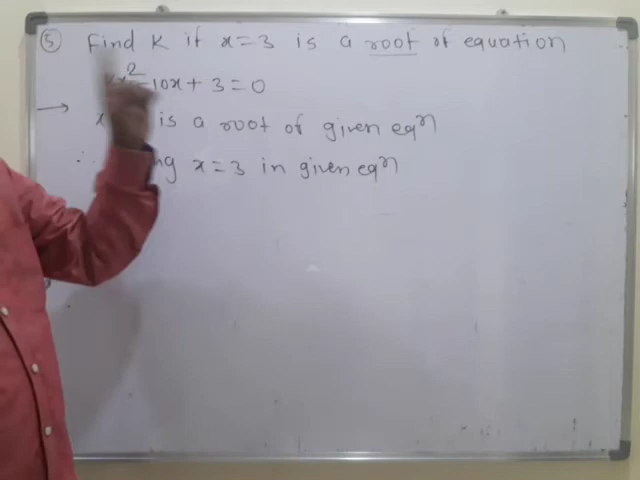 ⑤ Find K if x=3 is a root of equation
x² - 10x + 3 = 0
→ x is a root of given eqⁿ
∴ x=3 in given eqⁿ